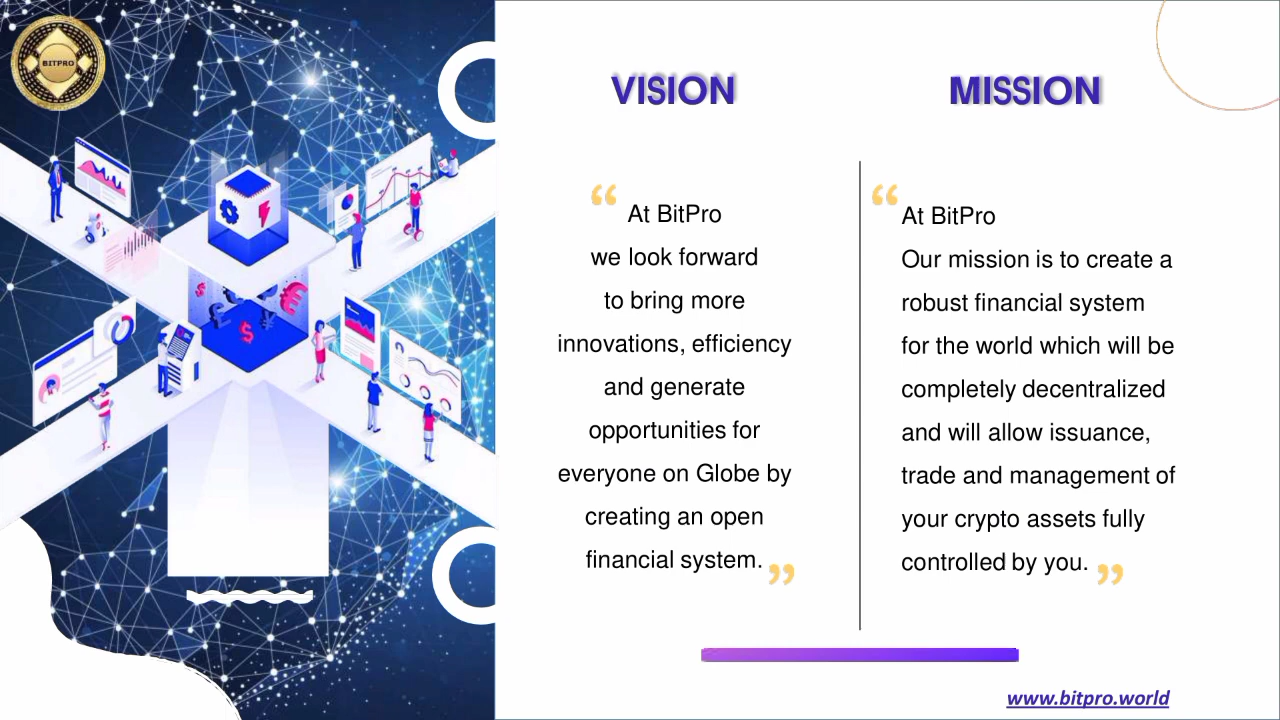 BITPRO
VISION
“ At BitPro
we look forward
to bring more
innovations, efficiency
and generate
opportunities for
everyone on Globe by
creating an open
financial system. ”
MISSION
“ At BitPro
Our mission is to create a
robust financial system
for the world which will be
completely decentralized
and will allow issuance,
trade and management of
your crypto assets fully
controlled by you. ”
www.bitpro.world